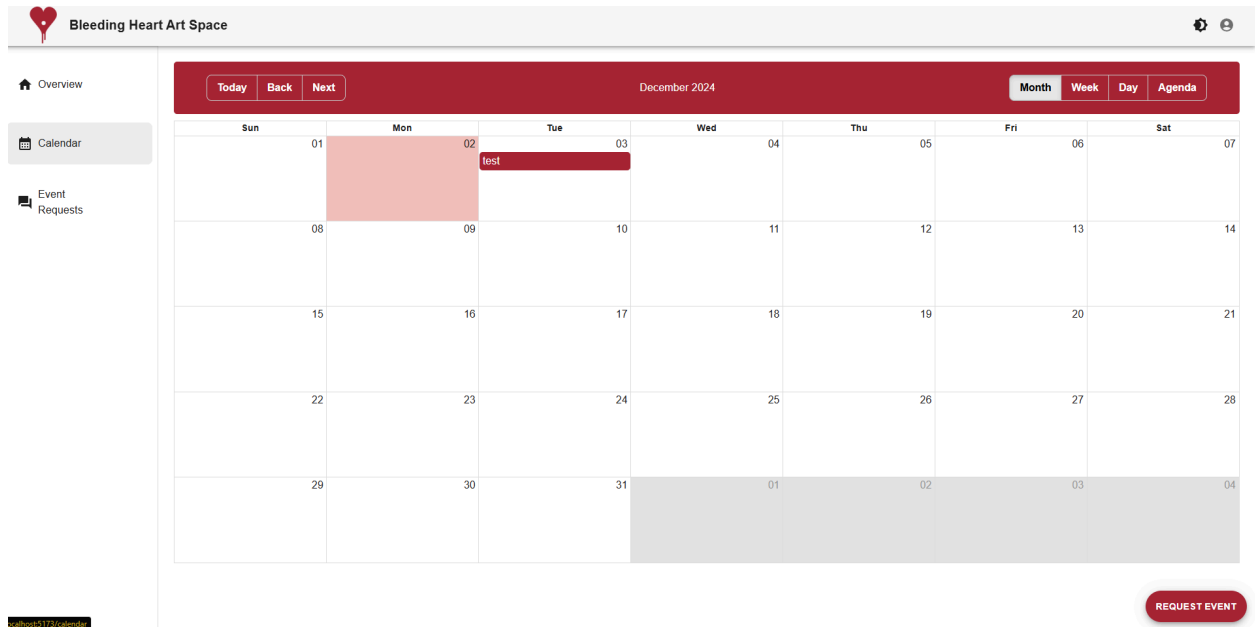 Bleeding Heart Art Space
Overview
Calendar
Event
Requests
Today Back Next
December 2024
Month Week Day Agenda
Sun Mon Tue Wed Thu Fri Sat
01 02 03 04 05 06 07
test
08 09 10 11 12 13 14
15 16 17 18 19 20 21
22 23 24 25 26 27 28
29 30 31 01 02 03 04
REQUEST EVENT
ocalhost:5173/calendar